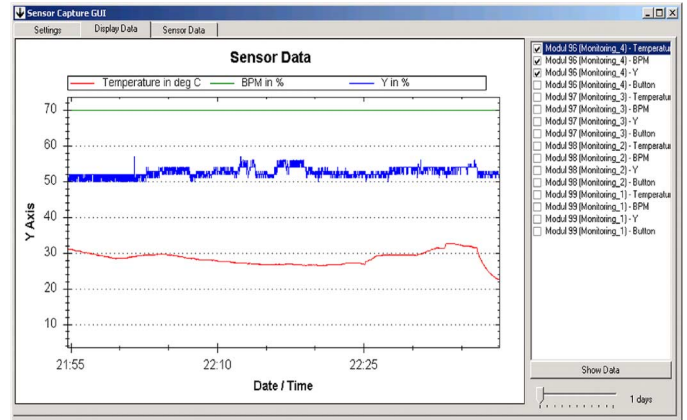 Sensor Capture GUI
Settings
Display Data
Sensor Data
Sensor Data
Temperature in deg C
BPM in %
Y in %
Y Axis
70
60
50
40
30
20
10
21:55
22:10
22:25
Date / Time
Modul 96 (Monitoring_4) - Temperatur
Modul 96 (Monitoring_4) - BPM
Modul 96 (Monitoring_4) - Y
Modul 96 (Monitoring_4) - Button
Modul 97 (Monitoring_3) - Temperatur
Modul 97 (Monitoring_3) - BPM
Modul 97 (Monitoring_3) - Y
Modul 97 (Monitoring_3) - Button
Modul 98 (Monitoring_2) - Temperatur
Modul 98 (Monitoring_2) - BPM
Modul 98 (Monitoring_2) - Y
Modul 98 (Monitoring_2) - Button
Modul 99 (Monitoring_1) - Temperatur
Modul 99 (Monitoring_1) - BPM
Modul 99 (Monitoring_1) - Y
Modul 99 (Monitoring_1) - Button
Show Data
1 days